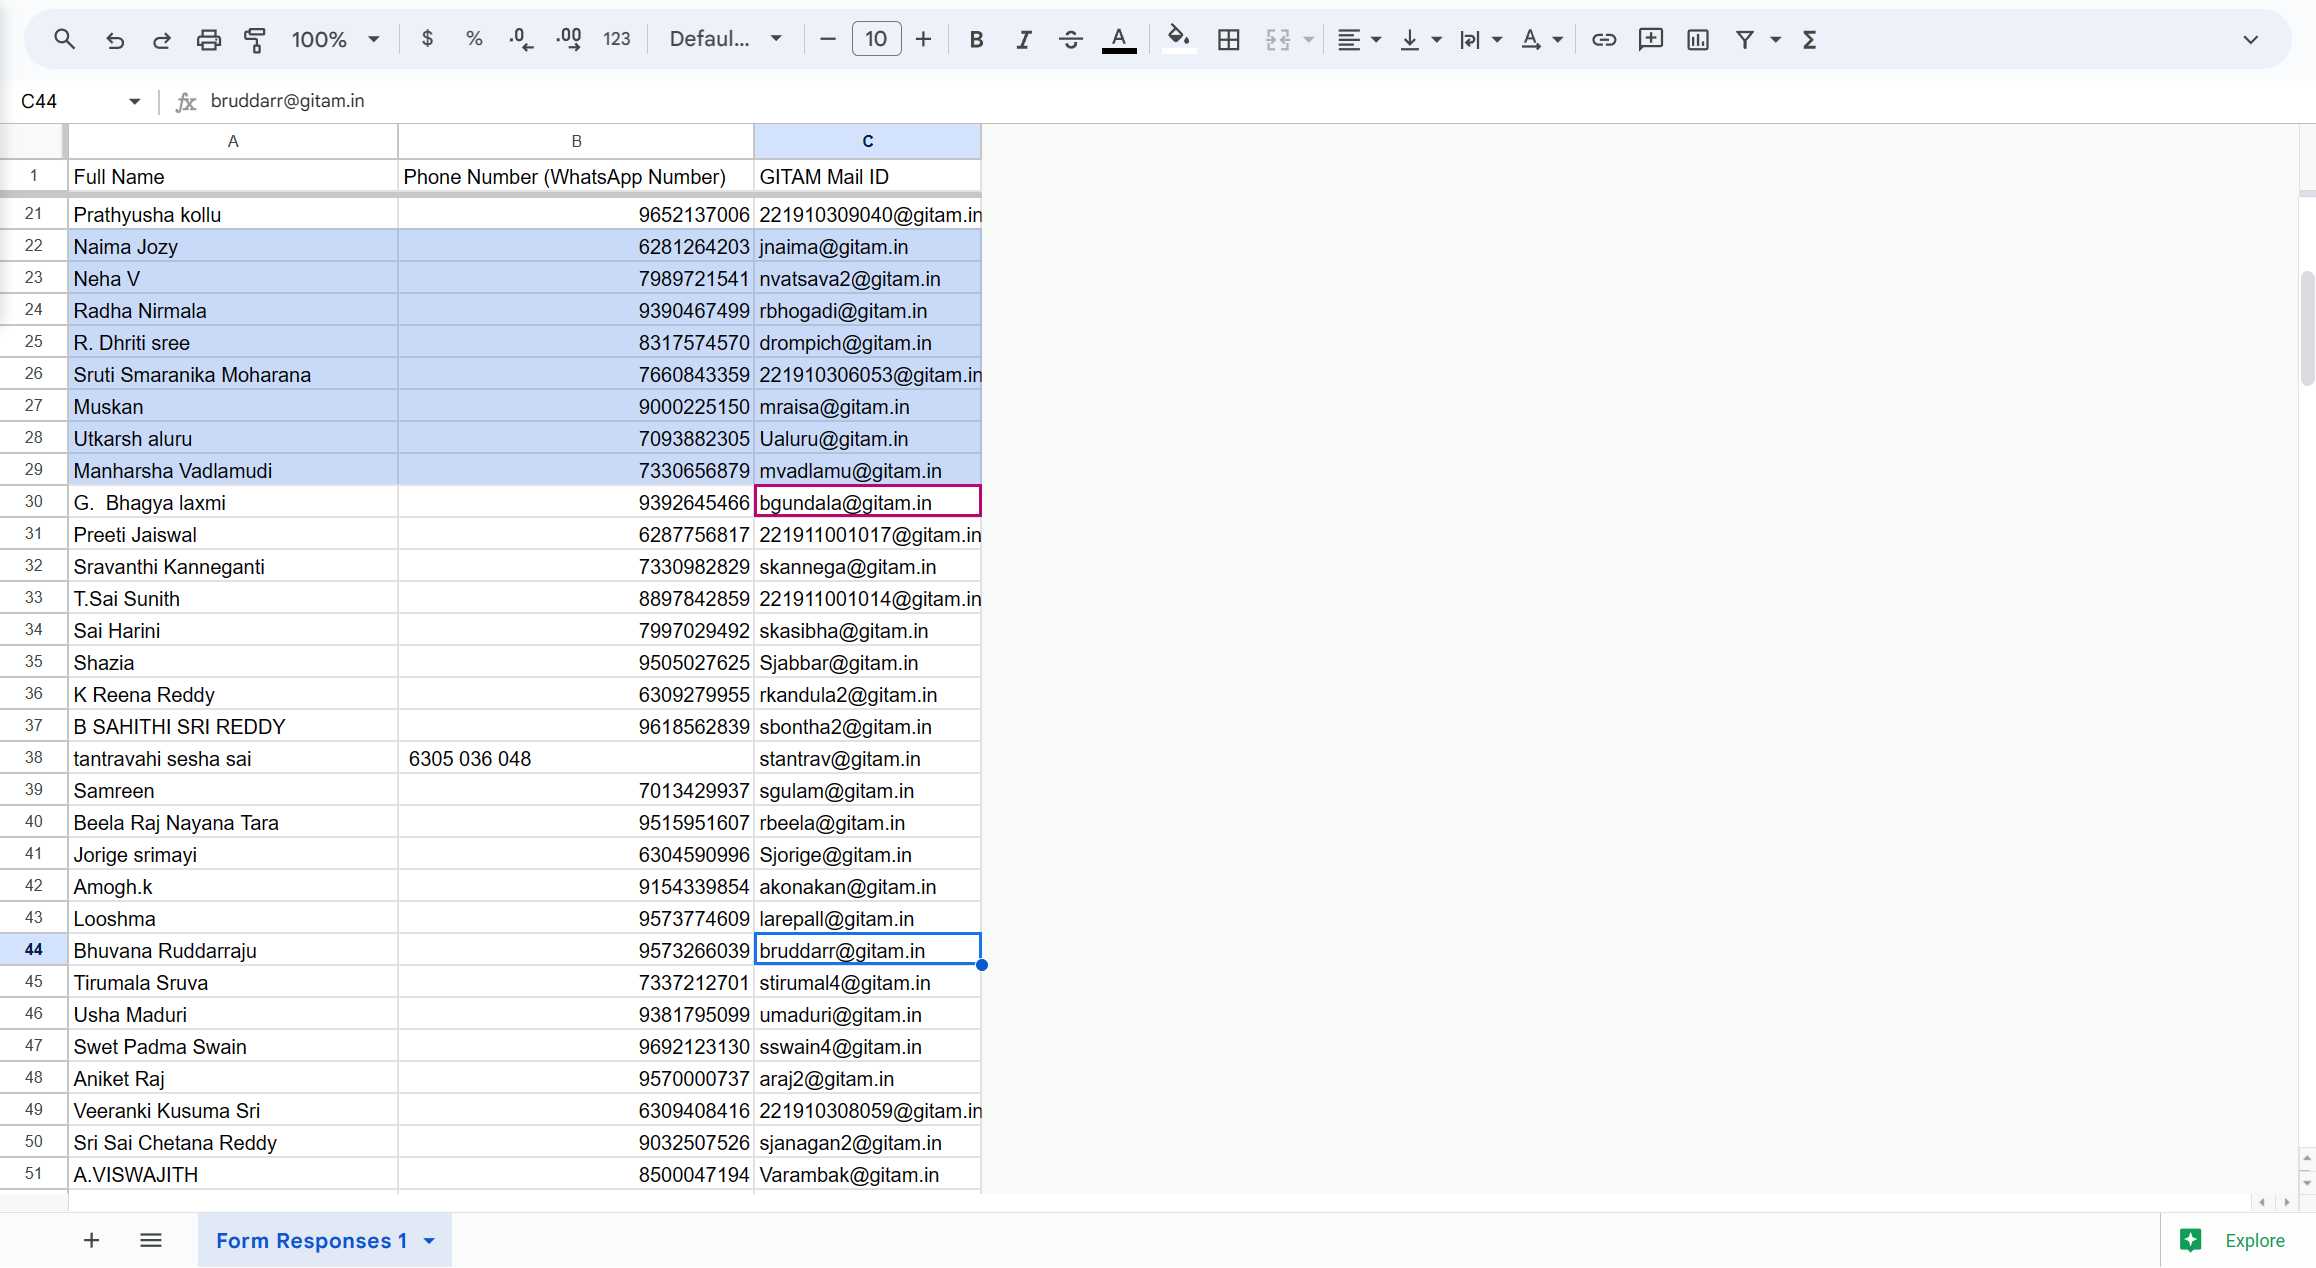 100% $ % .0 .00 123 Defaul... 10 B I S A Σ
C44 fx bruddarr@gitam.in
A B C
1 Full Name Phone Number (WhatsApp Number) GITAM Mail ID
21 Prathyusha kollu 9652137006 221910309040@gitam.in
22 Naima Jozy 6281264203 jnaima@gitam.in
23 Neha V 7989721541 nvatsava2@gitam.in
24 Radha Nirmala 9390467499 rbhogadi@gitam.in
25 R. Dhriti sree 8317574570 drompich@gitam.in
26 Sruti Smaranika Moharana 7660843359 221910306053@gitam.in
27 Muskan 9000225150 mraisa@gitam.in
28 Utkarsh aluru 7093882305 Ualuru@gitam.in
29 Manharsha Vadlamudi 7330656879 mvadlamu@gitam.in
30 G.  Bhagya laxmi 9392645466 bgundala@gitam.in
31 Preeti Jaiswal 6287756817 221911001017@gitam.in
32 Sravanthi Kanneganti 7330982829 skannega@gitam.in
33 T.Sai Sunith 8897842859 221911001014@gitam.in
34 Sai Harini 7997029492 skasibha@gitam.in
35 Shazia 9505027625 Sjabbar@gitam.in
36 K Reena Reddy 6309279955 rkandula2@gitam.in
37 B SAHITHI SRI REDDY 9618562839 sbontha2@gitam.in
38 tantravahi sesha sai 6305 036 048 stantrav@gitam.in
39 Samreen 7013429937 sgulam@gitam.in
40 Beela Raj Nayana Tara 9515951607 rbeela@gitam.in
41 Jorige srimayi 6304590996 Sjorige@gitam.in
42 Amogh.k 9154339854 akonakan@gitam.in
43 Looshma 9573774609 larepall@gitam.in
44 Bhuvana Ruddarraju 9573266039 bruddarr@gitam.in
45 Tirumala Sruva 7337212701 stirumal4@gitam.in
46 Usha Maduri 9381795099 umaduri@gitam.in
47 Swet Padma Swain 9692123130 sswain4@gitam.in
48 Aniket Raj 9570000737 araj2@gitam.in
49 Veeranki Kusuma Sri 6309408416 221910308059@gitam.in
50 Sri Sai Chetana Reddy 9032507526 sjanagan2@gitam.in
51 A.VISWAJITH 8500047194 Varambak@gitam.in
Form Responses 1 Explore